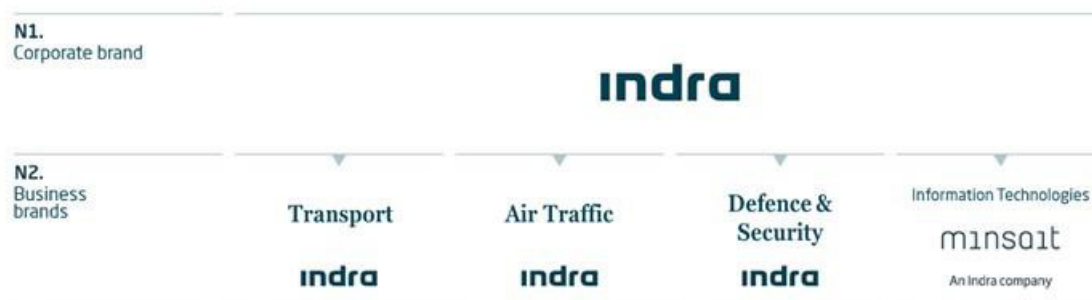 N1.
Corporate brand
indra
N2.
Business
brands
Transport
indra
Air Traffic
indra
Defence &
Security
indra
Information Technologies
minsait
An Indra company